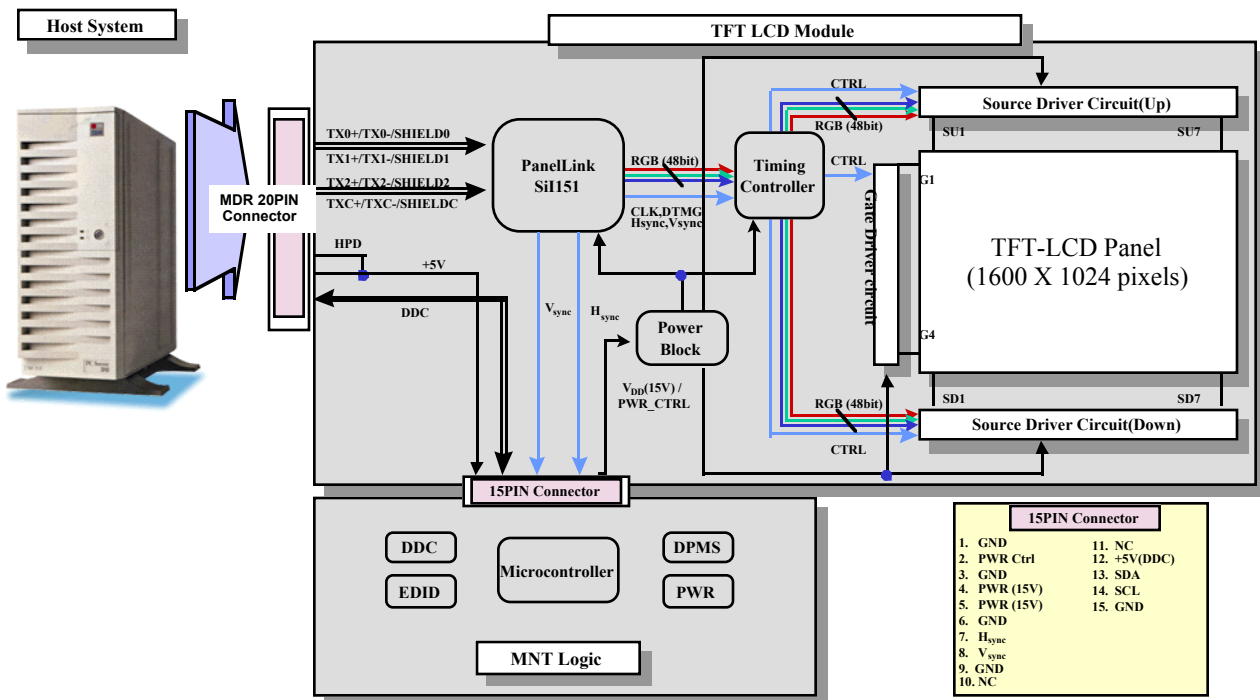 Host System
TFT LCD Module
MDR 20PIN
Connector
TX0+/TX0-/SHIELD0
TX1+/TX1-/SHIELD1
TX2+/TX2-/SHIELD2
TXC+/TXC-/SHIELDC
HPD
+5V
DDC
PanelLink
SiI151
RGB (48bit)
CLK,DTMG
Hsync,Vsync
Timing
Controller
CTRL
RGB (48bit)
CTRL
Source Driver Circuit(Up)
SU1
SU7
G1
Gate Driver circuit
G4
TFT-LCD Panel
(1600 X 1024 pixels)
Vsync
Hsync
Power
Block
VDD(15V) /
PWR_CTRL
RGB (48bit)
CTRL
SD1
SD7
Source Driver Circuit(Down)
15PIN Connector
DDC
EDID
Microcontroller
DPMS
PWR
MNT Logic
15PIN Connector
1. GND
2. PWR Ctrl
3. GND
4. PWR (15V)
5. PWR (15V)
6. GND
7. Hsync
8. Vsync
9. GND
10. NC
11. NC
12. +5V(DDC)
13. SDA
14. SCL
15. GND